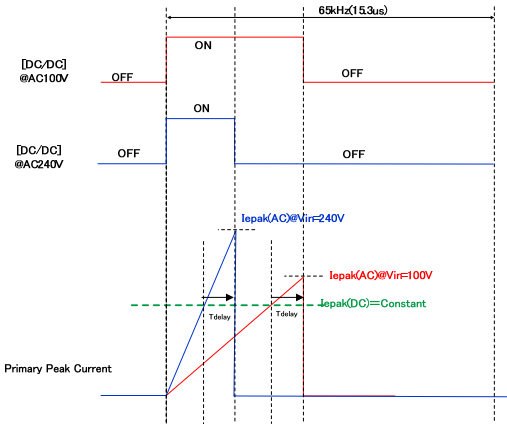 65kHz(15.3us)
[DC/DC]
@AC100V
OFF
ON
OFF
[DC/DC]
@AC240V
OFF
ON
OFF
Iepak(AC)@Vin=240V
Iepak(AC)@Vin=100V
Iepak(DC)=Constant
Tdelay
Tdelay
Primary Peak Current